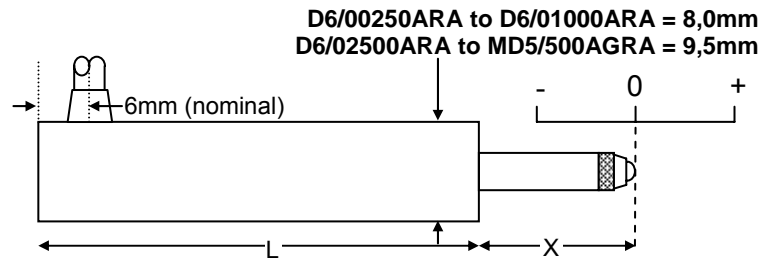 D6/00250ARA to D6/01000ARA = 8,0mm
D6/02500ARA to MD5/500AGRA = 9,5mm
- 0 +
6mm (nominal)
L X